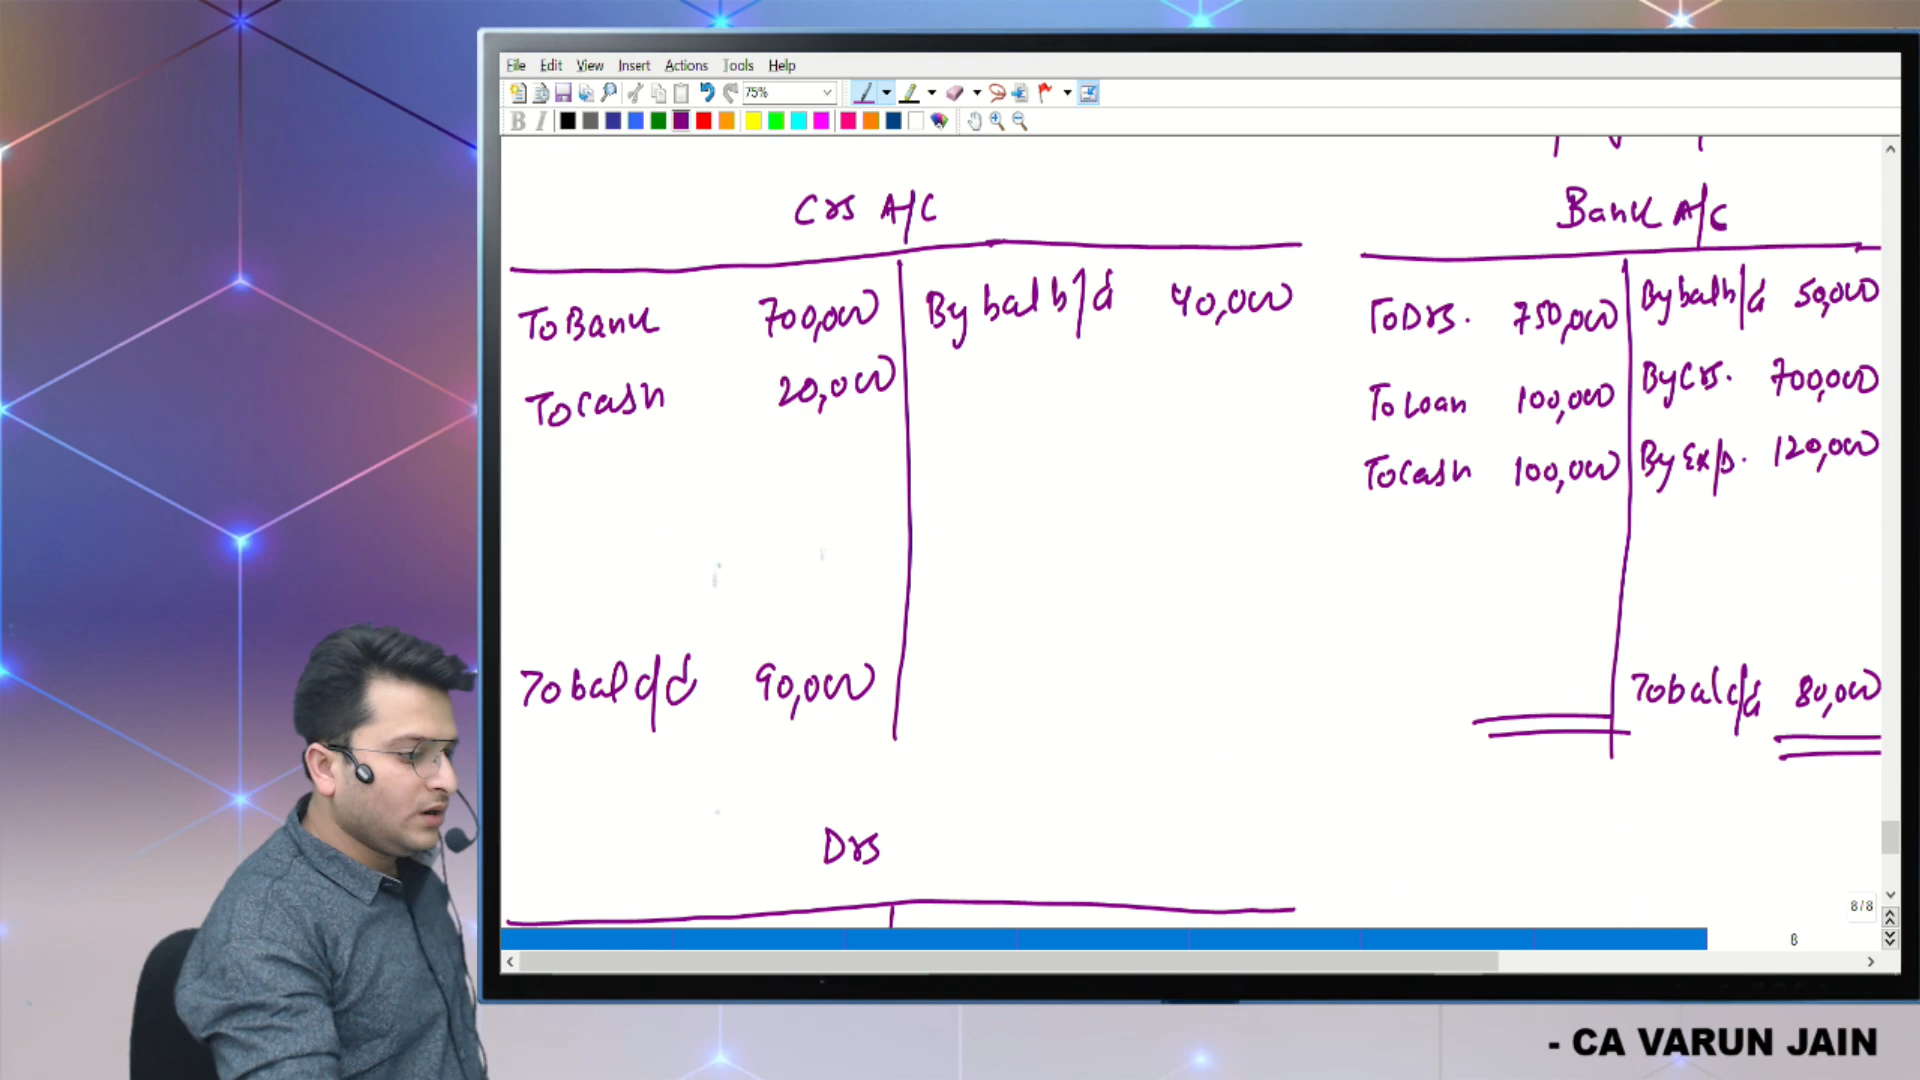 File Edit View Insert Actions Tools Help
75%
B I
Crs A/C
To Bank 700,000 By bal b/d 40,000
To Cash 20,000
To bal c/d 90,000
Bank A/C
To Drs. 750,000 By bal b/d 50,000
To Loan 100,000 By Crs. 700,000
To Cash 100,000 By Exp. 120,000
To bal c/d 80,000
Drs
8/8
8
- CA VARUN JAIN